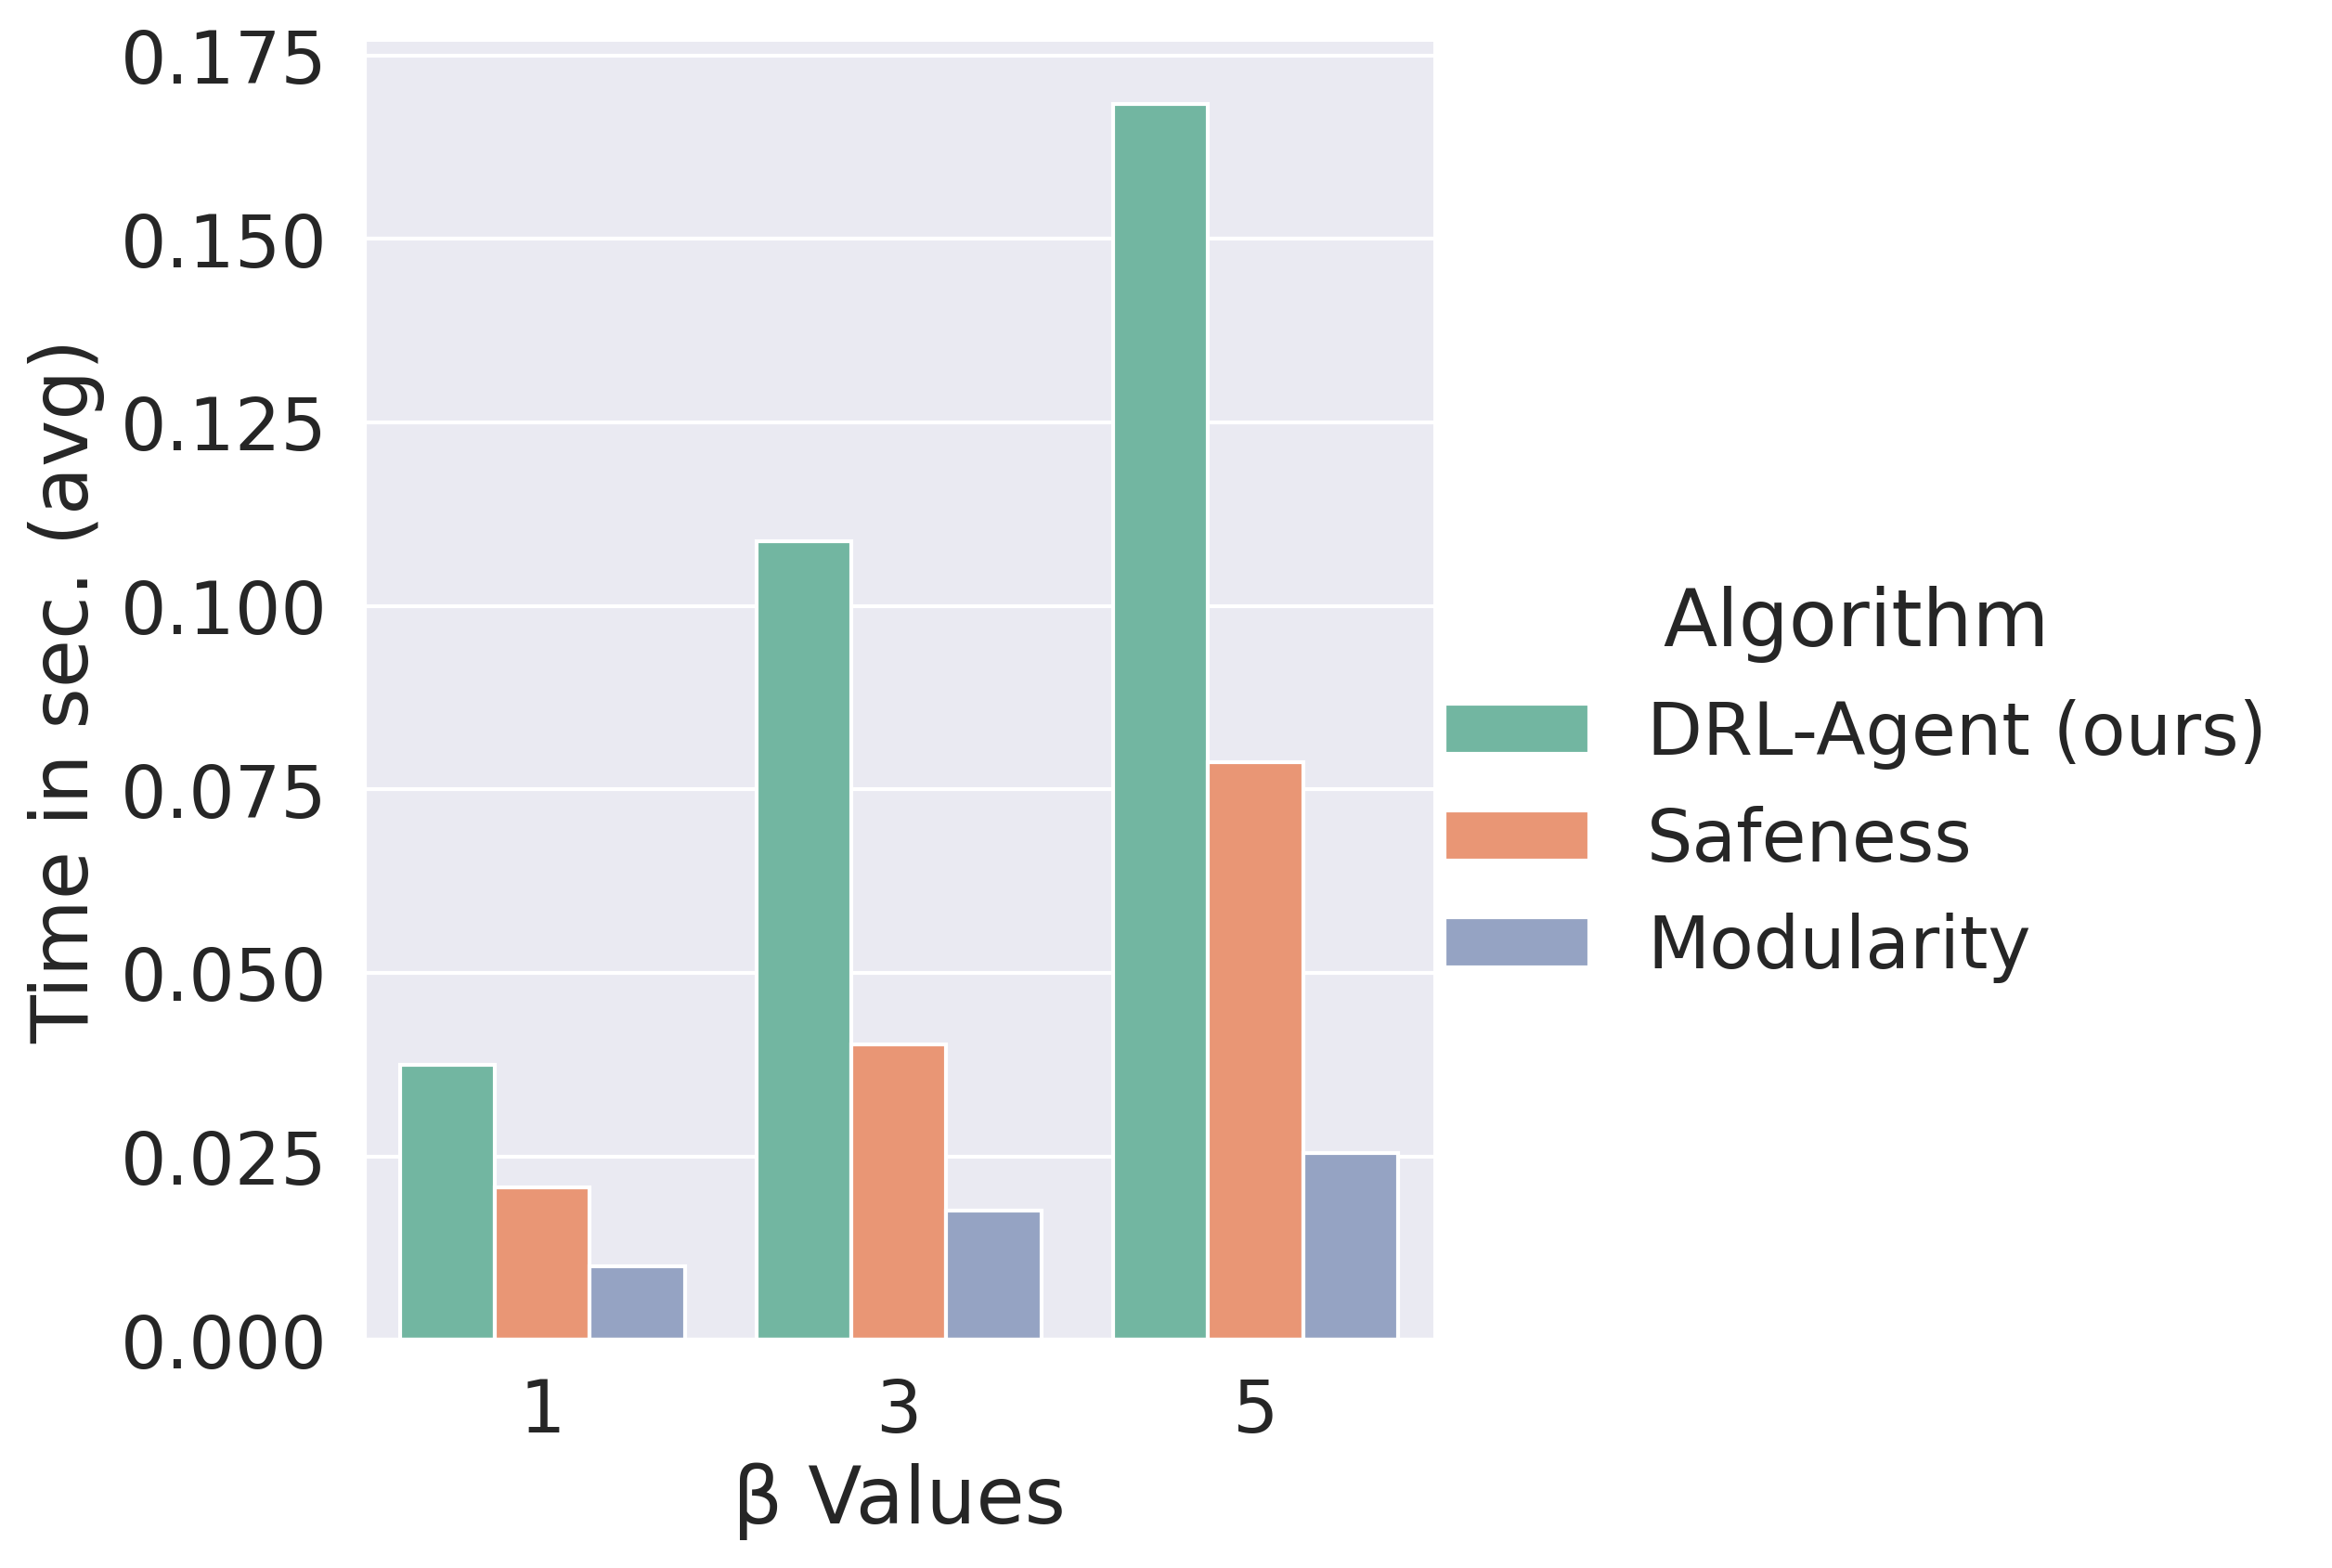 0.175
0.150
0.125
0.100
0.075
0.050
0.025
0.000
Time in sec. (avg)
1 3 5
β Values
Algorithm
DRL-Agent (ours)
Safeness
Modularity